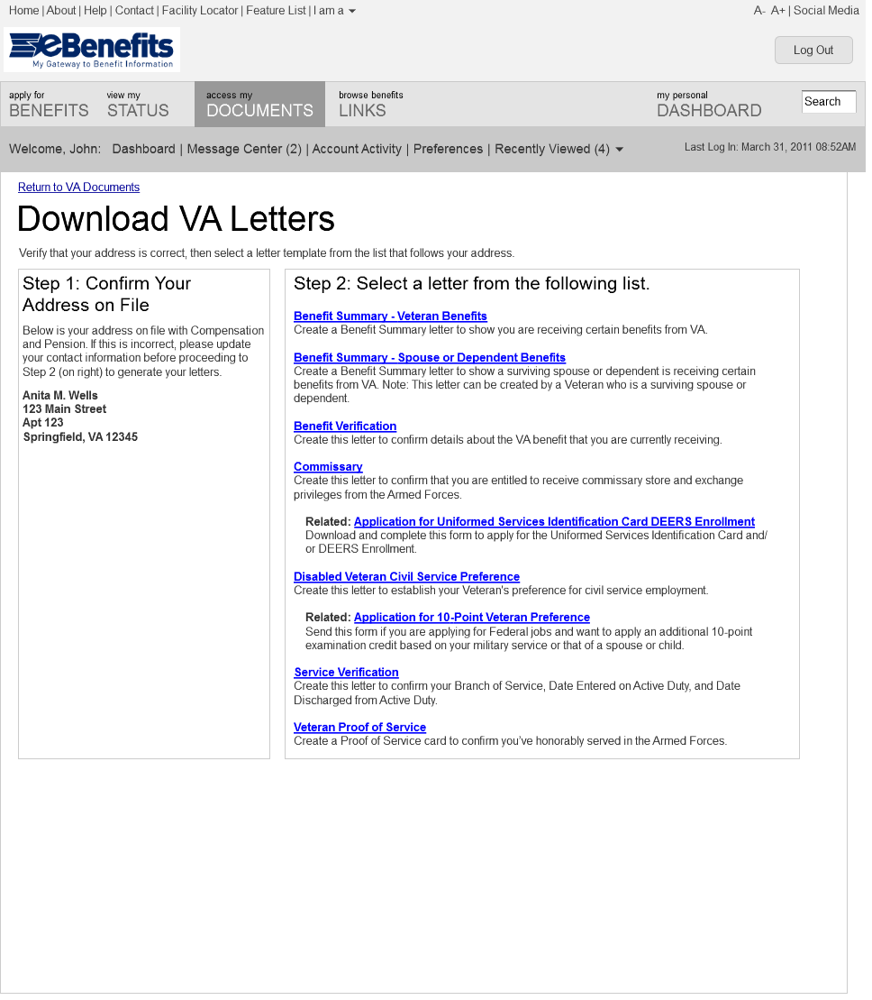 Home | About | Help | Contact | Facility Locator | Feature List | I am a
A- A+ | Social Media
eBenefits
My Gateway to Benefit Information
Log Out
apply for
BENEFITS
view my
STATUS
access my
DOCUMENTS
browse benefits
LINKS
my personal
DASHBOARD
Search
Welcome, John: Dashboard | Message Center (2) | Account Activity | Preferences | Recently Viewed (4)
Last Log In: March 31, 2011 08:52AM
Return to VA Documents
Download VA Letters
Verify that your address is correct, then select a letter template from the list that follows your address.
Step 1: Confirm Your
Address on File
Below is your address on file with Compensation
and Pension. If this is incorrect, please update
your contact information before proceeding to
Step 2 (on right) to generate your letters.
Anita M. Wells
123 Main Street
Apt 123
Springfield, VA 12345
Step 2: Select a letter from the following list.
Benefit Summary - Veteran Benefits
Create a Benefit Summary letter to show you are receiving certain benefits from VA.
Benefit Summary - Spouse or Dependent Benefits
Create a Benefit Summary letter to show a surviving spouse or dependent is receiving certain
benefits from VA. Note: This letter can be created by a Veteran who is a surviving spouse or
dependent.
Benefit Verification
Create this letter to confirm details about the VA benefit that you are currently receiving.
Commissary
Create this letter to confirm that you are entitled to receive commissary store and exchange
privileges from the Armed Forces.
Related: Application for Uniformed Services Identification Card DEERS Enrollment
Download and complete this form to apply for the Uniformed Services Identification Card and/
or DEERS Enrollment.
Disabled Veteran Civil Service Preference
Create this letter to establish your Veteran's preference for civil service employment.
Related: Application for 10-Point Veteran Preference
Send this form if you are applying for Federal jobs and want to apply an additional 10-point
examination credit based on your military service or that of a spouse or child.
Service Verification
Create this letter to confirm your Branch of Service, Date Entered on Active Duty, and Date
Discharged from Active Duty.
Veteran Proof of Service
Create a Proof of Service card to confirm you've honorably served in the Armed Forces.